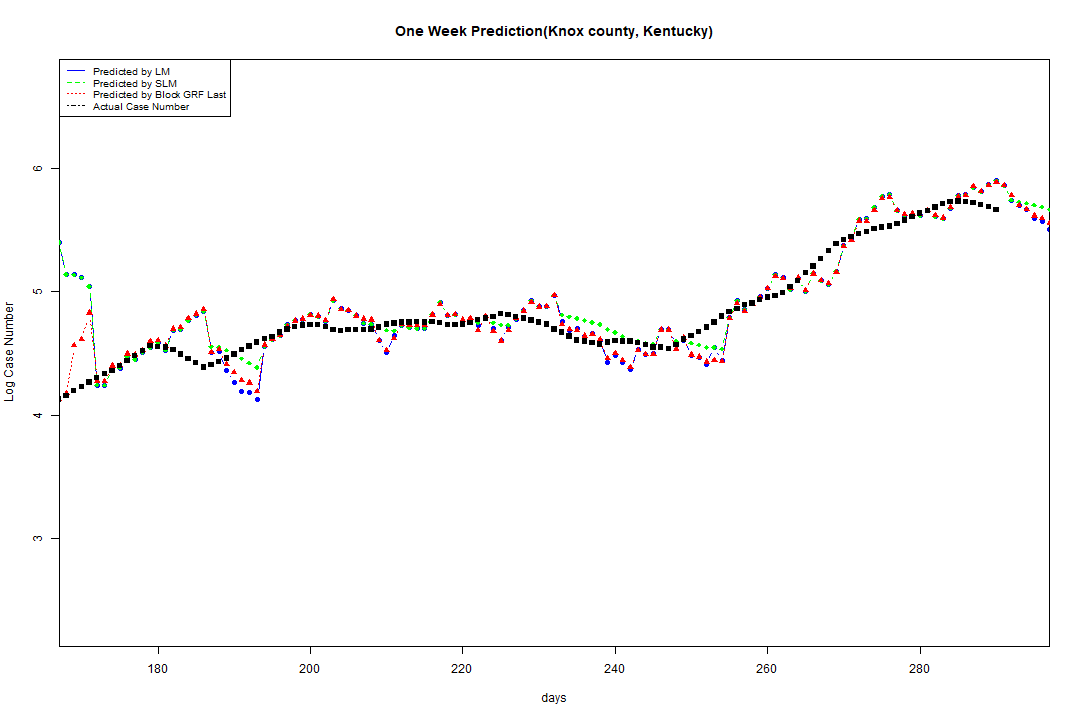 One Week Prediction(Knox county, Kentucky)
Predicted by LM
Predicted by SLM
Predicted by Block GRF Last
Actual Case Number
Log Case Number
6
5
4
3
180 200 220 240 260 280
days